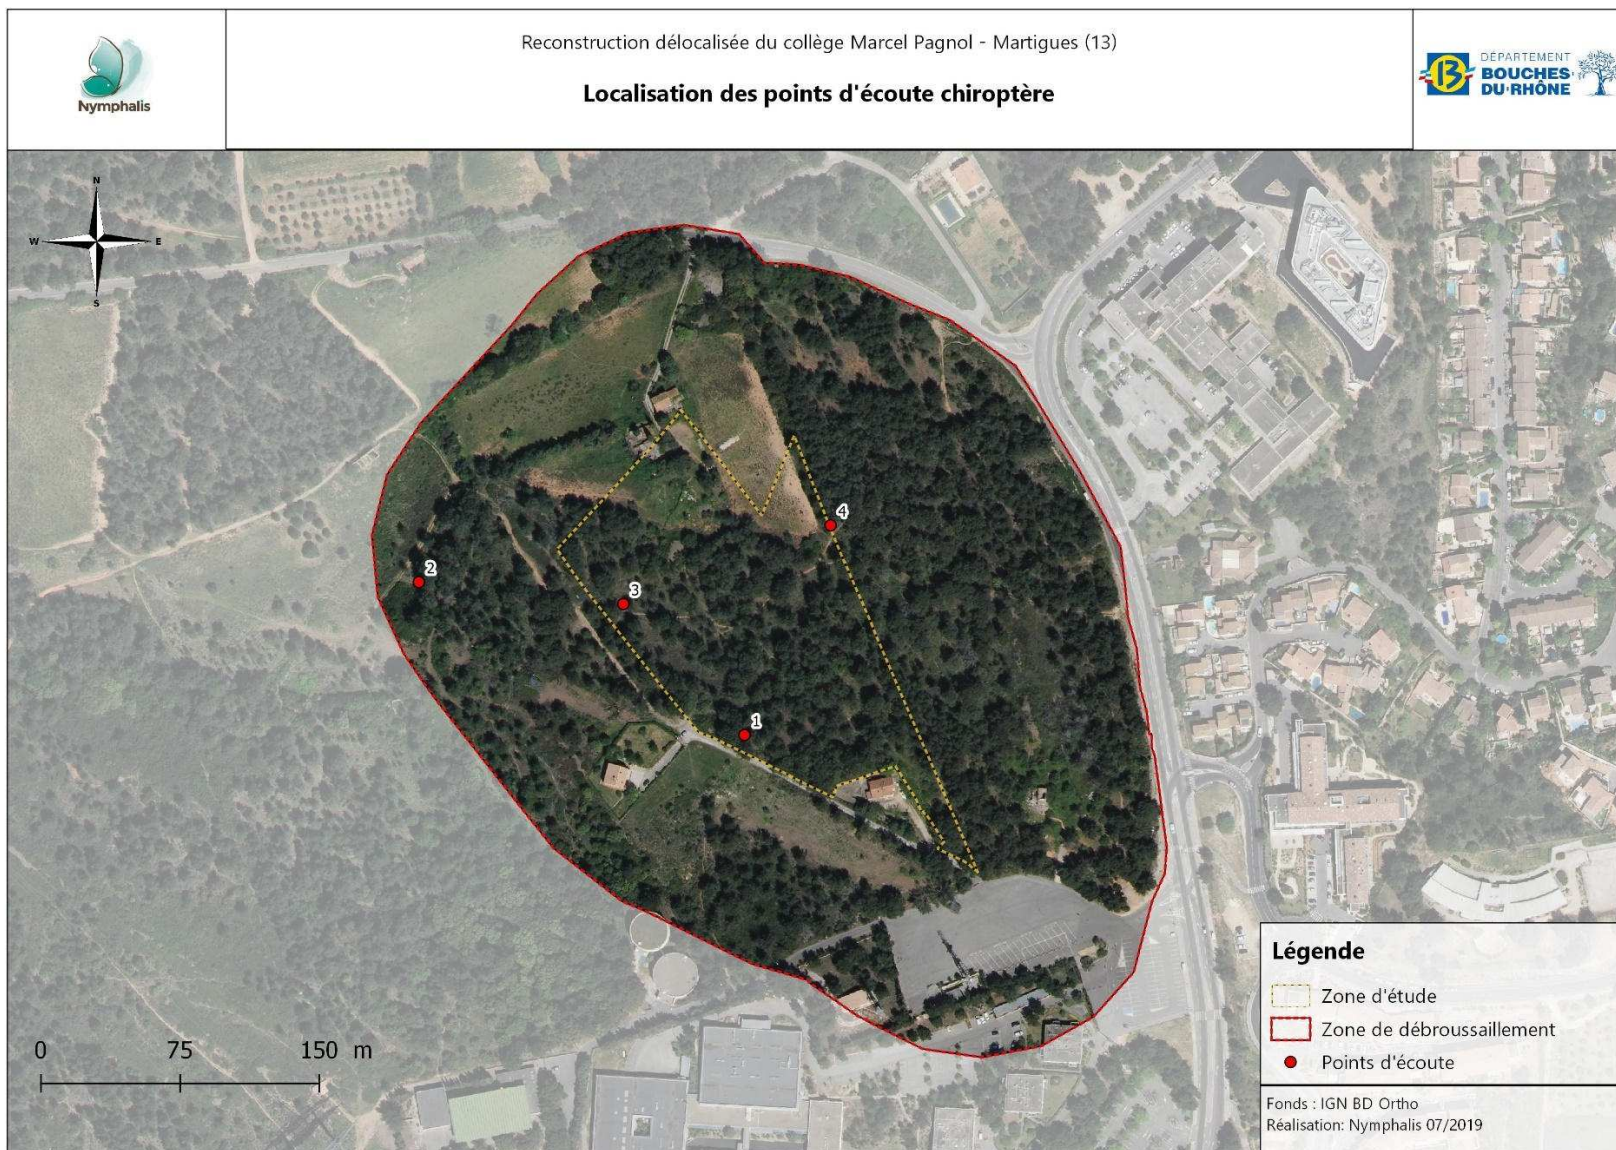 Nymphalis
Reconstruction délocalisée du collège Marcel Pagnol - Martigues (13)
Localisation des points d'écoute chiroptère
13
DÉPARTEMENT
BOUCHES
DU·RHÔNE
N
W
E
S
4
2
3
1
0 75 150 m
Légende
Zone d'étude
Zone de débroussaillement
Points d'écoute
Fonds : IGN BD Ortho
Réalisation: Nymphalis 07/2019